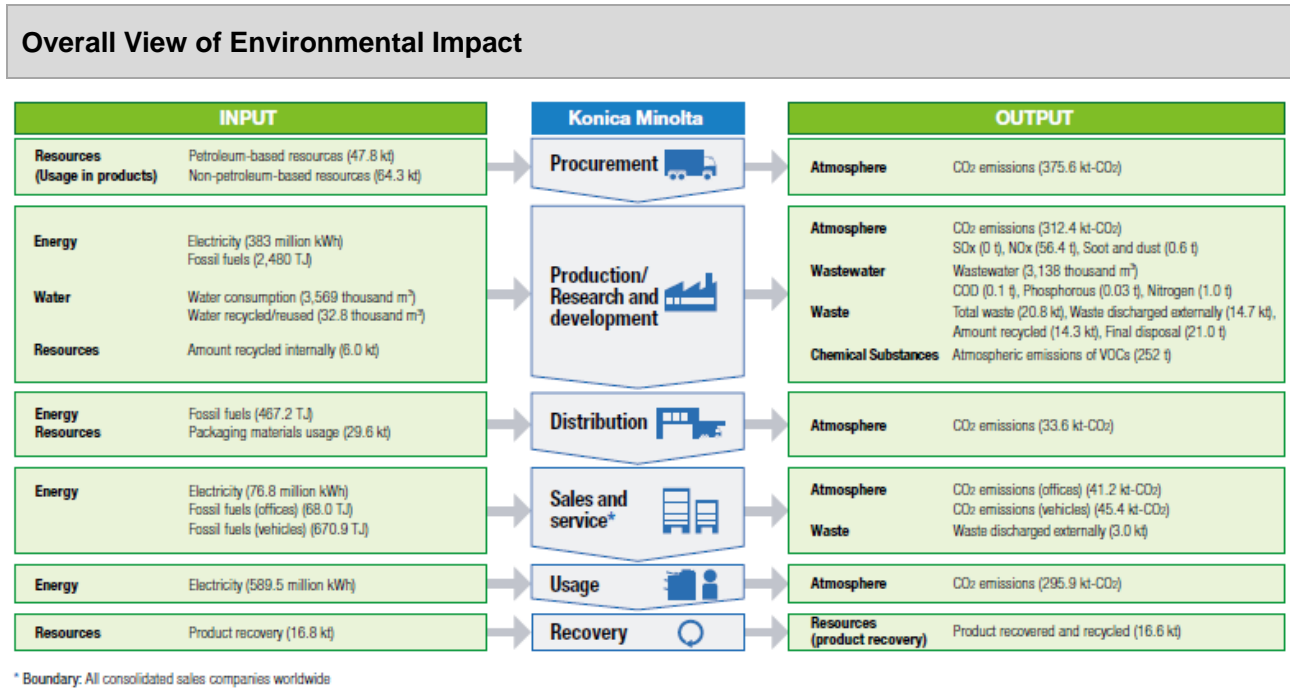 Overall View of Environmental Impact
INPUT
Konica Minolta
OUTPUT
Resources
(Usage in products)
Petroleum-based resources (47.8 kt)
Non-petroleum-based resources (64.3 kt)
Procurement
Atmosphere
CO₂ emissions (375.6 kt-CO₂)
Energy
Electricity (383 million kWh)
Fossil fuels (2,480 TJ)
Water
Water consumption (3,569 thousand m³)
Water recycled/reused (32.8 thousand m³)
Resources
Amount recycled internally (6.0 kt)
Production/
Research and
development
Atmosphere
CO₂ emissions (312.4 kt-CO₂)
SOx (0 t), NOx (56.4 t), Soot and dust (0.6 t)
Wastewater
Wastewater (3,138 thousand m³)
COD (0.1 t), Phosphorous (0.03 t), Nitrogen (1.0 t)
Waste
Total waste (20.8 kt), Waste discharged externally (14.7 kt),
Amount recycled (14.3 kt), Final disposal (21.0 t)
Chemical Substances
Atmospheric emissions of VOCs (252 t)
Energy
Fossil fuels (467.2 TJ)
Resources
Packaging materials usage (29.6 kt)
Distribution
Atmosphere
CO₂ emissions (33.6 kt-CO₂)
Energy
Electricity (76.8 million kWh)
Fossil fuels (offices) (68.0 TJ)
Fossil fuels (vehicles) (670.9 TJ)
Sales and
service*
Atmosphere
CO₂ emissions (offices) (41.2 kt-CO₂)
CO₂ emissions (vehicles) (45.4 kt-CO₂)
Waste
Waste discharged externally (3.0 kt)
Energy
Electricity (589.5 million kWh)
Usage
Atmosphere
CO₂ emissions (295.9 kt-CO₂)
Resources
Product recovery (16.8 kt)
Recovery
Resources
(product recovery)
Product recovered and recycled (16.6 kt)
* Boundary: All consolidated sales companies worldwide